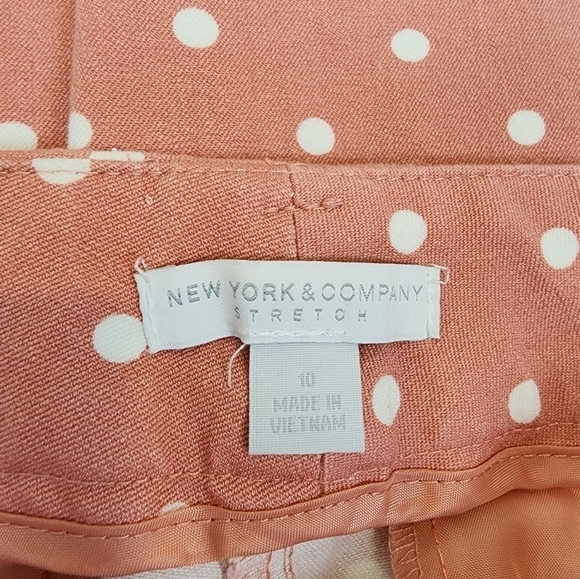 NEW YORK & COMPANY
STRETCH
10
MADE IN
VIETNAM